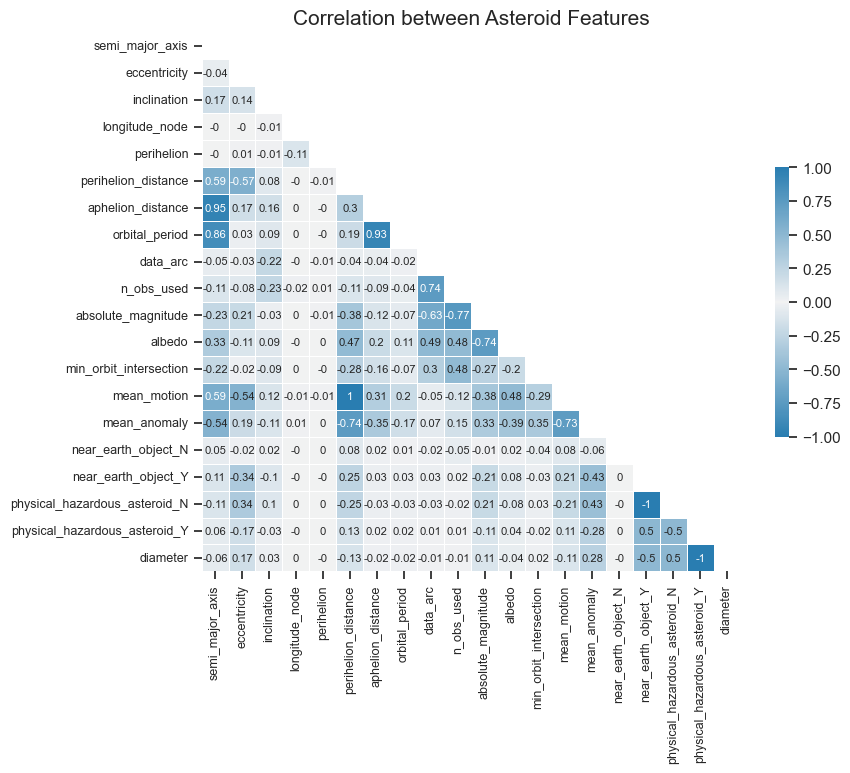 Correlation between Asteroid Features
semi_major_axis
eccentricity -0.04
inclination 0.17 0.14
longitude_node -0 -0 -0.01
perihelion -0 0.01 -0.01 -0.11
perihelion_distance 0.59 -0.57 0.08 -0 -0.01
aphelion_distance 0.95 0.17 0.16 0 -0 0.3
orbital_period 0.86 0.03 0.09 0 -0 0.19 0.93
data_arc -0.05 -0.03 -0.22 -0 -0.01 -0.04 -0.04 -0.02
n_obs_used -0.11 -0.08 -0.23 -0.02 0.01 -0.11 -0.09 -0.04 0.74
absolute_magnitude -0.23 0.21 -0.03 0 -0.01 -0.38 -0.12 -0.07 -0.63 -0.77
albedo 0.33 -0.11 0.09 -0 0 0.47 0.2 0.11 0.49 0.48 -0.74
min_orbit_intersection -0.22 -0.02 -0.09 0 -0 -0.28 -0.16 -0.07 0.3 0.48 -0.27 -0.2
mean_motion 0.59 -0.54 0.12 -0.01 -0.01 1 0.31 0.2 -0.05 -0.12 -0.38 0.48 -0.29
mean_anomaly -0.54 0.19 -0.11 0.01 0 -0.74 -0.35 -0.17 0.07 0.15 0.33 -0.39 0.35 -0.73
near_earth_object_N 0.05 -0.02 0.02 -0 0 0.08 0.02 0.01 -0.02 -0.05 -0.01 0.02 -0.04 0.08 -0.06
near_earth_object_Y 0.11 -0.34 -0.1 -0 0 0.25 0.03 0.03 0.03 0.02 -0.21 0.08 -0.03 0.21 -0.43 0
physical_hazardous_asteroid_N -0.11 0.34 0.1 0 -0 -0.25 -0.03 -0.03 -0.03 -0.02 0.21 -0.08 0.03 -0.21 0.43 -0 -1
physical_hazardous_asteroid_Y 0.06 -0.17 -0.03 -0 0 0.13 0.02 0.02 0.01 0.01 -0.11 0.04 -0.02 0.11 -0.28 0 0.5 -0.5
diameter -0.06 0.17 0.03 0 -0 -0.13 -0.02 -0.02 -0.01 -0.01 0.11 -0.04 0.02 -0.11 0.28 -0 -0.5 0.5 -1
semi_major_axis
eccentricity
inclination
longitude_node
perihelion
perihelion_distance
aphelion_distance
orbital_period
data_arc
n_obs_used
absolute_magnitude
albedo
min_orbit_intersection
mean_motion
mean_anomaly
near_earth_object_N
near_earth_object_Y
physical_hazardous_asteroid_N
physical_hazardous_asteroid_Y
diameter
1.00
0.75
0.50
0.25
0.00
−0.25
−0.50
−0.75
−1.00